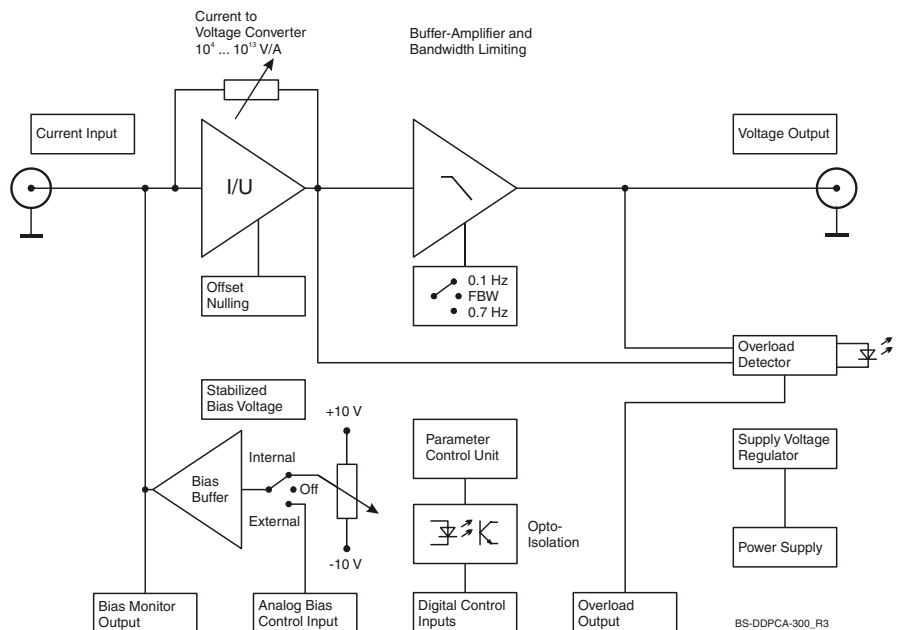 Current to
Voltage Converter
10⁴ ... 10¹³ V/A
Buffer-Amplifier and
Bandwidth Limiting
Current Input
Voltage Output
I/U
Offset
Nulling
0.1 Hz
FBW
0.7 Hz
Overload
Detector
Stabilized
Bias Voltage
+10 V
Parameter
Control Unit
Supply Voltage
Regulator
Internal
Bias
Buffer
Off
External
-10 V
Opto-
Isolation
Power Supply
Bias Monitor
Output
Analog Bias
Control Input
Digital Control
Inputs
Overload
Output
BS-DDPCA-300_R3